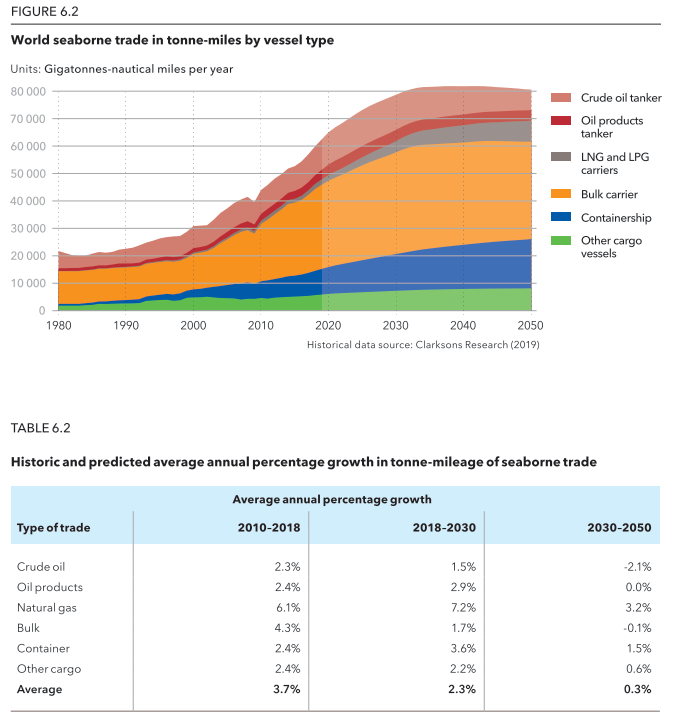 FIGURE 6.2
World seaborne trade in tonne-miles by vessel type
Units: Gigatonnes-nautical miles per year
80 000
70 000
60 000
50 000
40 000
30 000
20 000
10 000
0
1980 1990 2000 2010 2020 2030 2040 2050
Crude oil tanker
Oil products
tanker
LNG and LPG
carriers
Bulk carrier
Containership
Other cargo
vessels
Historical data source: Clarksons Research (2019)
TABLE 6.2
Historic and predicted average annual percentage growth in tonne-mileage of seaborne trade
Average annual percentage growth
Type of trade 2010–2018 2018–2030 2030–2050
Crude oil 2.3% 1.5% -2.1%
Oil products 2.4% 2.9% 0.0%
Natural gas 6.1% 7.2% 3.2%
Bulk 4.3% 1.7% -0.1%
Container 2.4% 3.6% 1.5%
Other cargo 2.4% 2.2% 0.6%
Average 3.7% 2.3% 0.3%